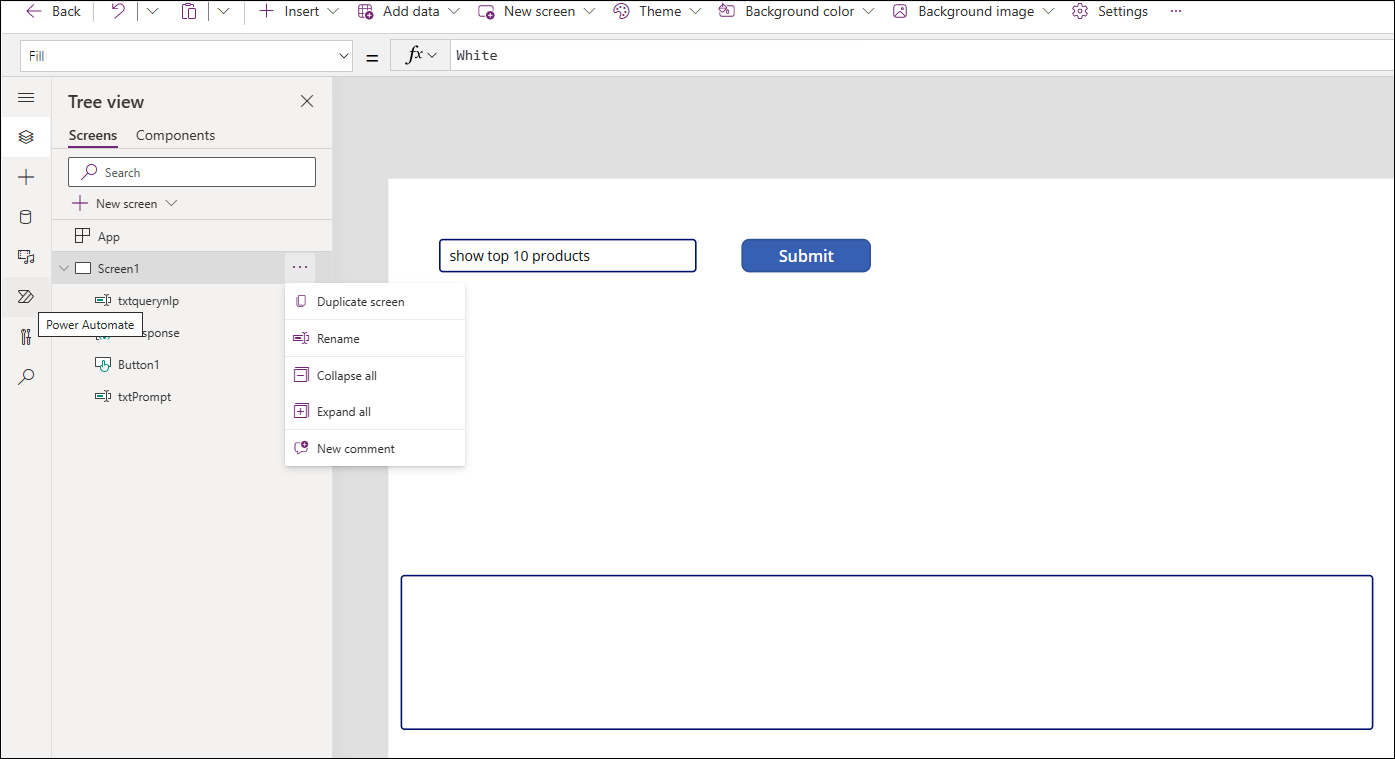 Back Insert Add data New screen Theme Background color Background image Settings ...
Fill = fx White
Tree view
Screens Components
Search
New screen
App
Screen1 ...
txtquerynlp
Power Automate
sponse
Button1
txtPrompt
Duplicate screen
Rename
Collapse all
Expand all
New comment
show top 10 products Submit